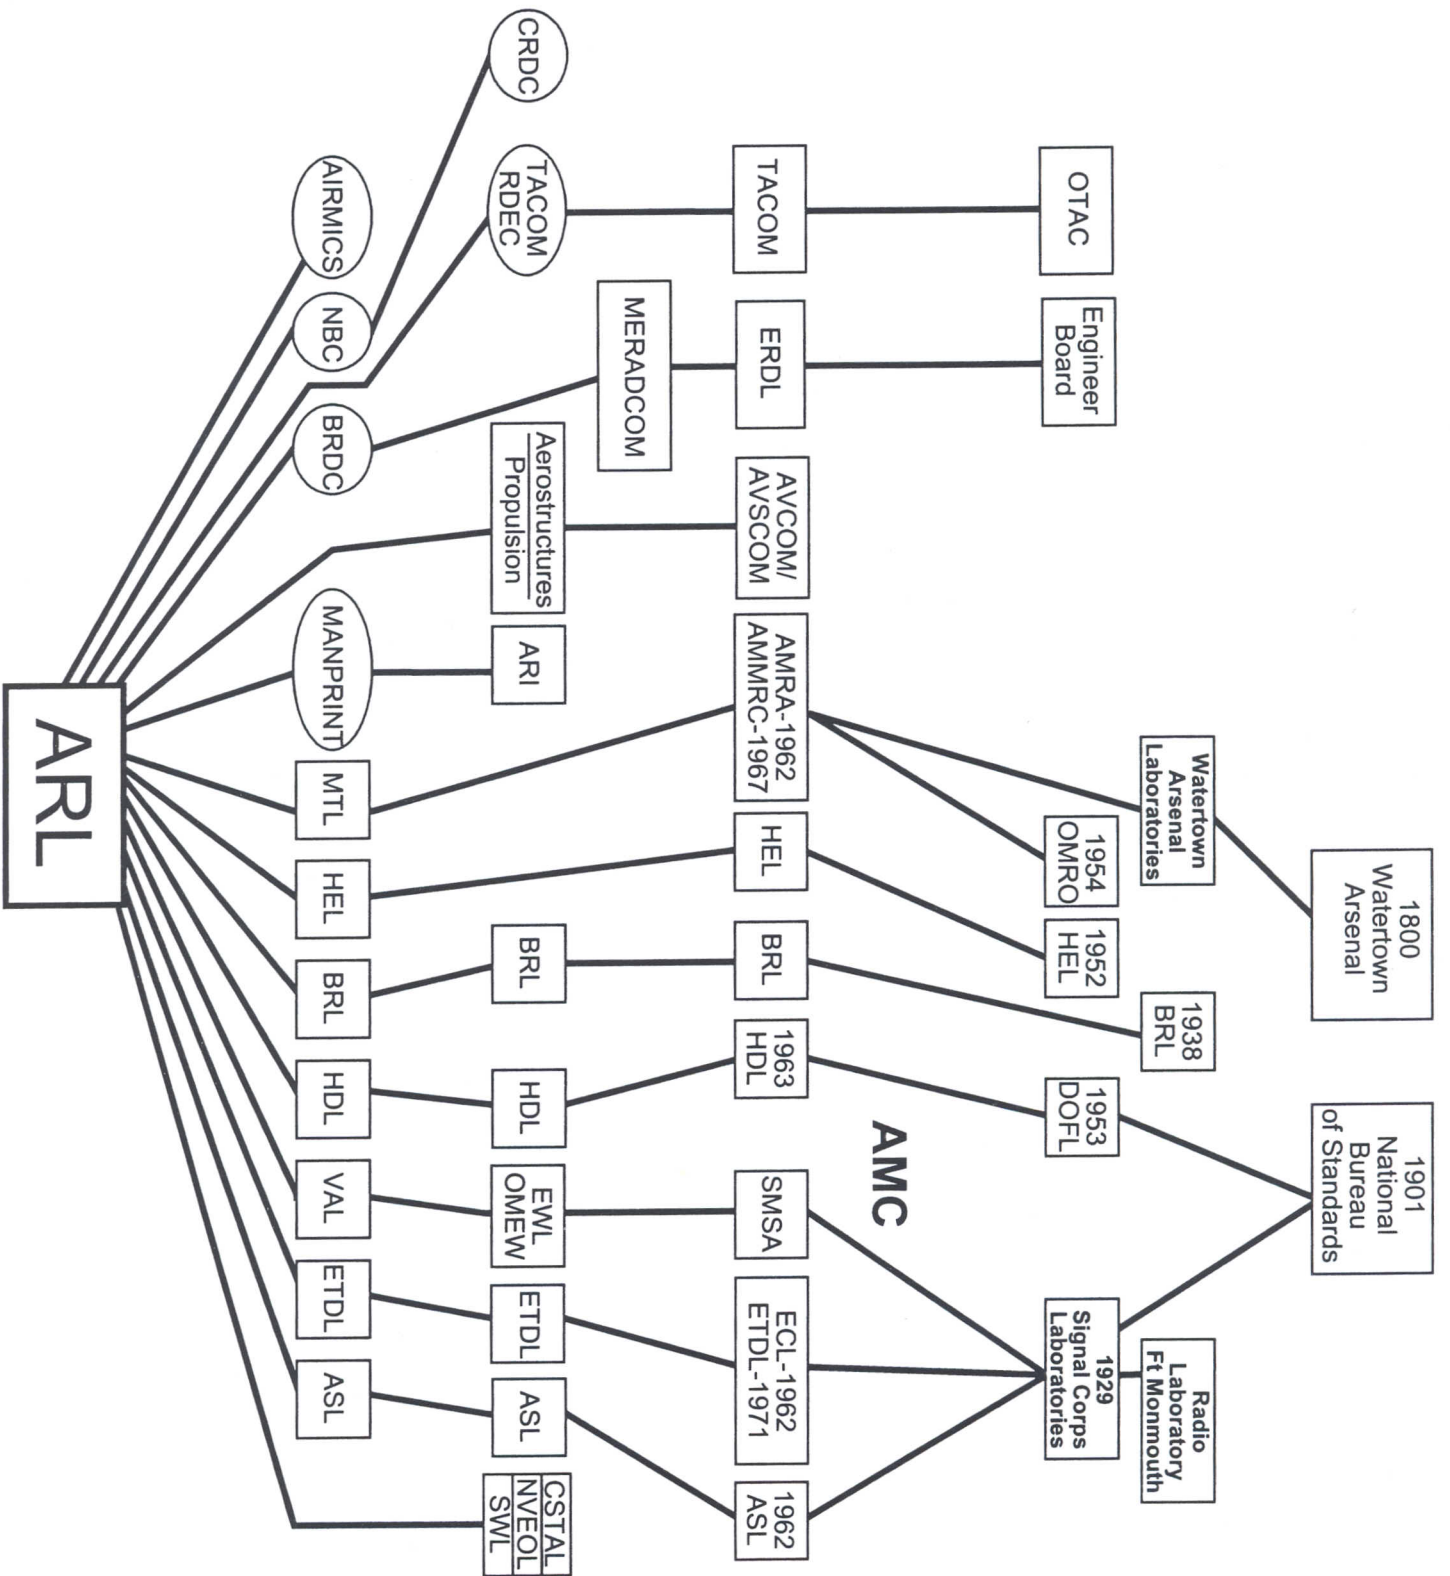 1800
Watertown
Arsenal
1901
National
Bureau
of Standards
Watertown
Arsenal
Laboratories
1938
BRL
Radio
Laboratory
Ft Monmouth
OTAC
Engineer
Board
1954
OMRO
1952
HEL
1953
DOFL
1929
Signal Corps
Laboratories
AMC
TACOM
ERDL
AVCOM/
AVSCOM
AMRA-1962
AMMRC-1967
HEL
BRL
1963
HDL
SMSA
ECL-1962
ETDL-1971
1962
ASL
MERADCOM
CRDC
TACOM
RDEC
Aerostructures
Propulsion
ARI
BRL
HDL
EWL
OMEW
ETDL
ASL
CSTAL
NVEOL
SWL
AIRMICS
NBC
BRDC
MANPRINT
MTL
HEL
BRL
HDL
VAL
ETDL
ASL
ARL